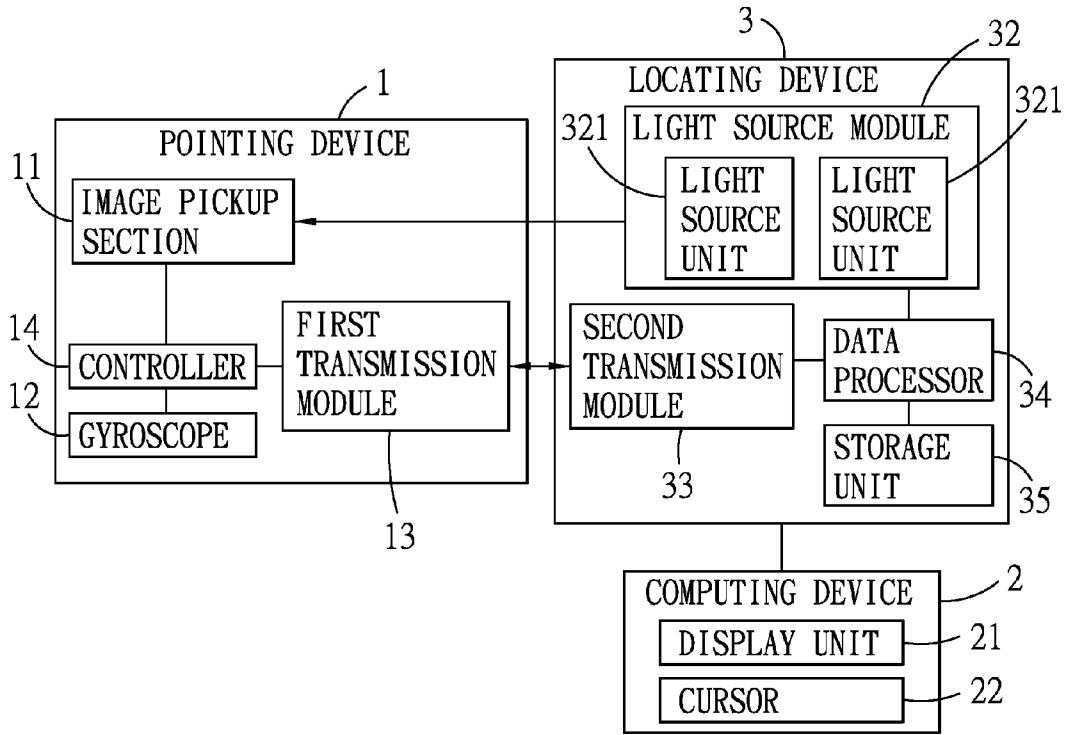 1
POINTING DEVICE
11
IMAGE PICKUP
SECTION
14
CONTROLLER
12
GYROSCOPE
FIRST
TRANSMISSION
MODULE
13
3
LOCATING DEVICE
32
LIGHT SOURCE MODULE
321
LIGHT
SOURCE
UNIT
321
LIGHT
SOURCE
UNIT
SECOND
TRANSMISSION
MODULE
33
DATA
PROCESSOR
34
STORAGE
UNIT
35
COMPUTING DEVICE
2
DISPLAY UNIT
21
CURSOR
22